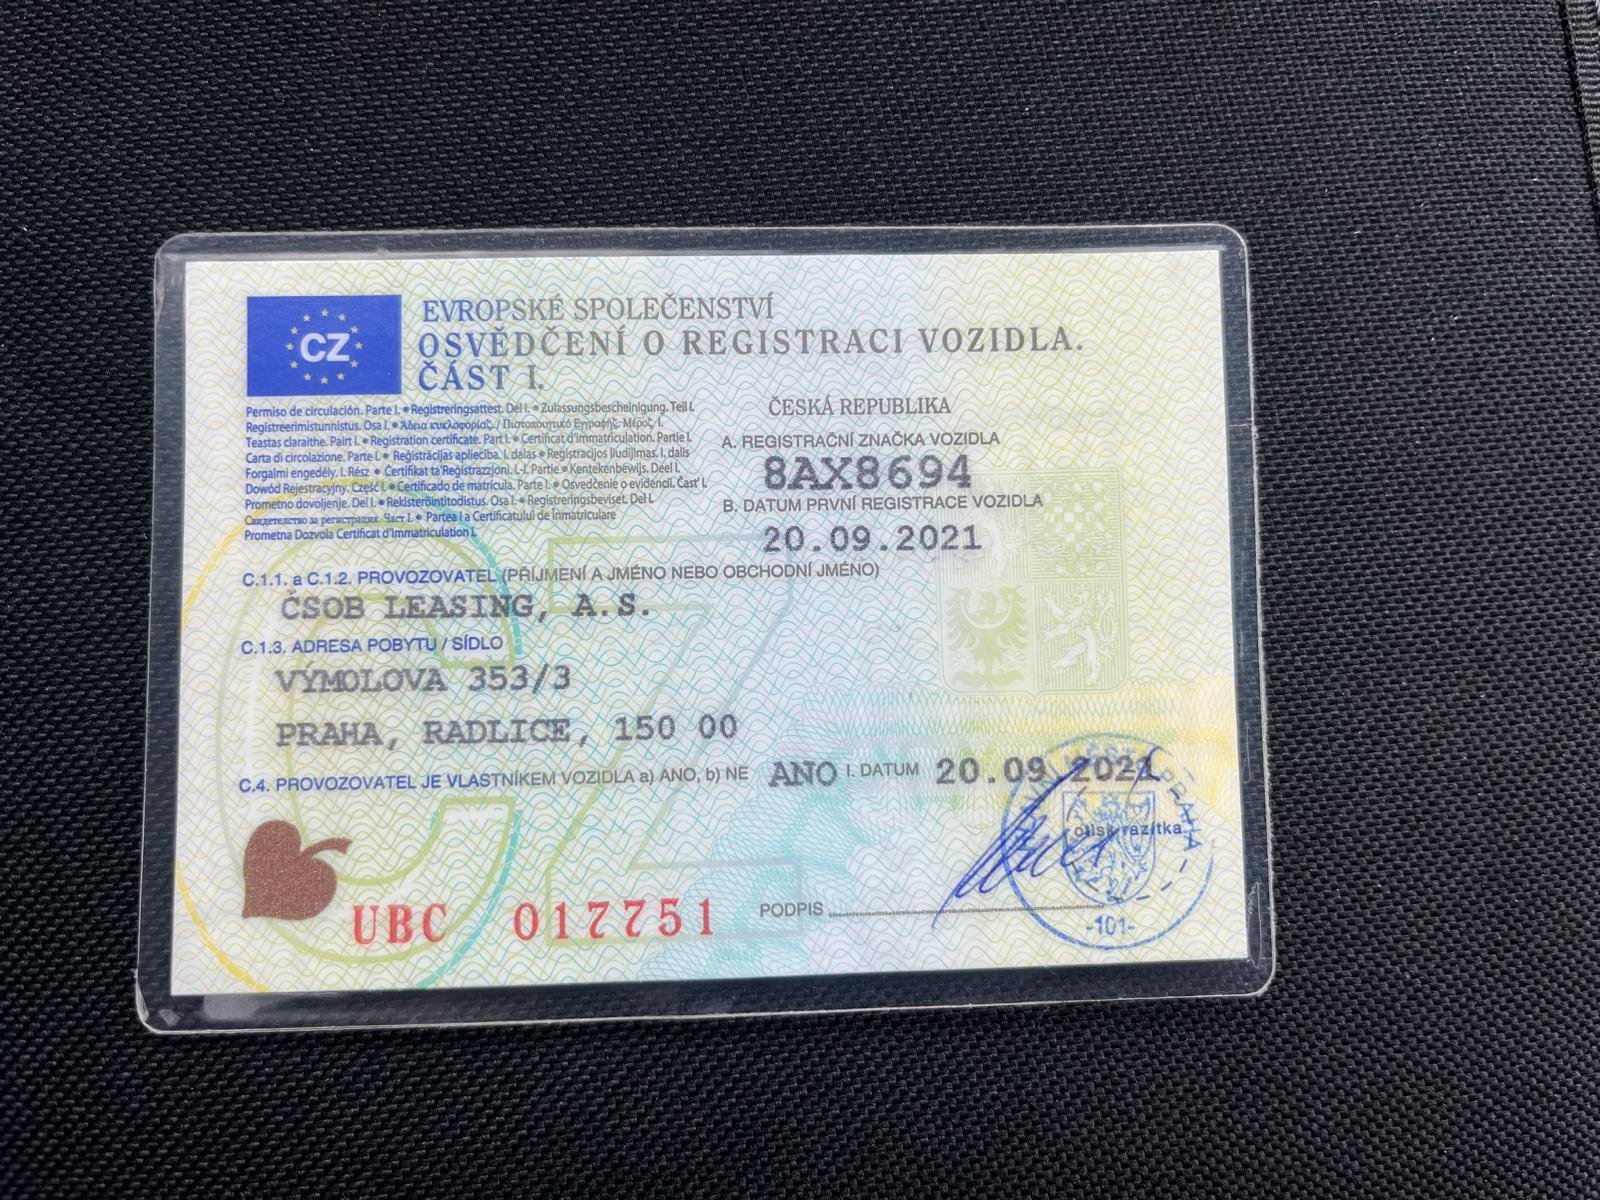 CZ
EVROPSKÉ SPOLEČENSTVÍ
OSVĚDČENÍ O REGISTRACI VOZIDLA.
ČÁST I.
Permiso de circulación. Parte I. • Registreringsattest. Del I. • Zulassungsbescheinigung. Teil I.
Registreerimistunnistus. Osa I. • Άδεια κυκλοφορίας. / Πιστοποιητικό Εγγραφής. Μέρος I.
Teastas claraithe. Pairt I. • Registration certificate. Part I. • Certificat d'immatriculation. Partie I.
Carta di circolazione. Parte I. • Reģistrācijas apliecība. I. dalas • Registracijos liudijimas. I. dalis
Forgalmi engedély. I. Rész • Ċertifikat ta'Reġistrazzjoni. L-I. Partie • Kentekenbewijs. Deel I.
Dowód Rejestracyjny. Część I. • Certificado de matrícula. Parte I. • Osvedčenie o evidencii. Časť I.
Prometno dovoljenje. Del I. • Rekisteröintitodistus. Osa I. • Registreringsbeviset. Del I.
Свидетелство за регистрация. Част I. • Partea I a Certificatului de înmatriculare
Prometna Dozvola Certificat d'Immatriculation I.
ČESKÁ REPUBLIKA
A. REGISTRAČNÍ ZNAČKA VOZIDLA
8AX8694
B. DATUM PRVNÍ REGISTRACE VOZIDLA
20.09.2021
C.1.1. a C.1.2. PROVOZOVATEL (PŘÍJMENÍ A JMÉNO NEBO OBCHODNÍ JMÉNO)
ČSOB LEASING, A.S.
C.1.3. ADRESA POBYTU / SÍDLO
VÝMOLOVA 353/3
PRAHA, RADLICE, 150 00
C.4. PROVOZOVATEL JE VLASTNÍKEM VOZIDLA a) ANO, b) NE ANO I. DATUM 20.09.2021
otisk razítka
UBC 017751
PODPIS
-101-